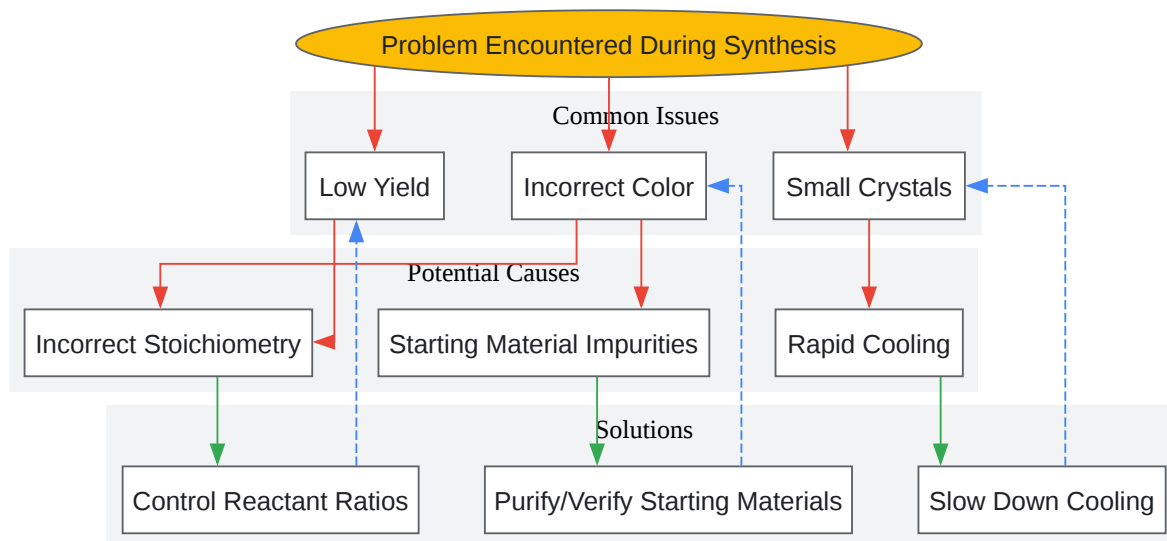 Problem Encountered During Synthesis
Common Issues
Low Yield
Incorrect Color
Small Crystals
Potential Causes
Incorrect Stoichiometry
Starting Material Impurities
Rapid Cooling
Solutions
Control Reactant Ratios
Purify/Verify Starting Materials
Slow Down Cooling